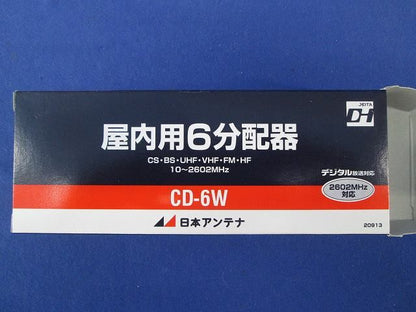 JEITA
DH
屋内用6分配器
CS・BS・UHF・VHF・FM・HF
10〜2602MHz
デジタル放送対応
CD-6W
2602MHz
対応
日本アンテナ
20913